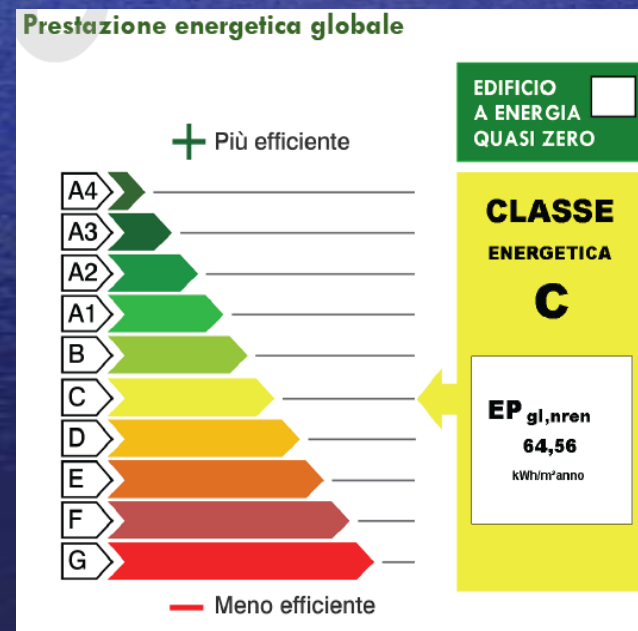 Prestazione energetica globale
EDIFICIO
A ENERGIA
QUASI ZERO
Più efficiente
A4
A3
A2
A1
B
C
D
E
F
G
Meno efficiente
CLASSE
ENERGETICA
C
EP gl,nren
64,56
kWh/m²anno